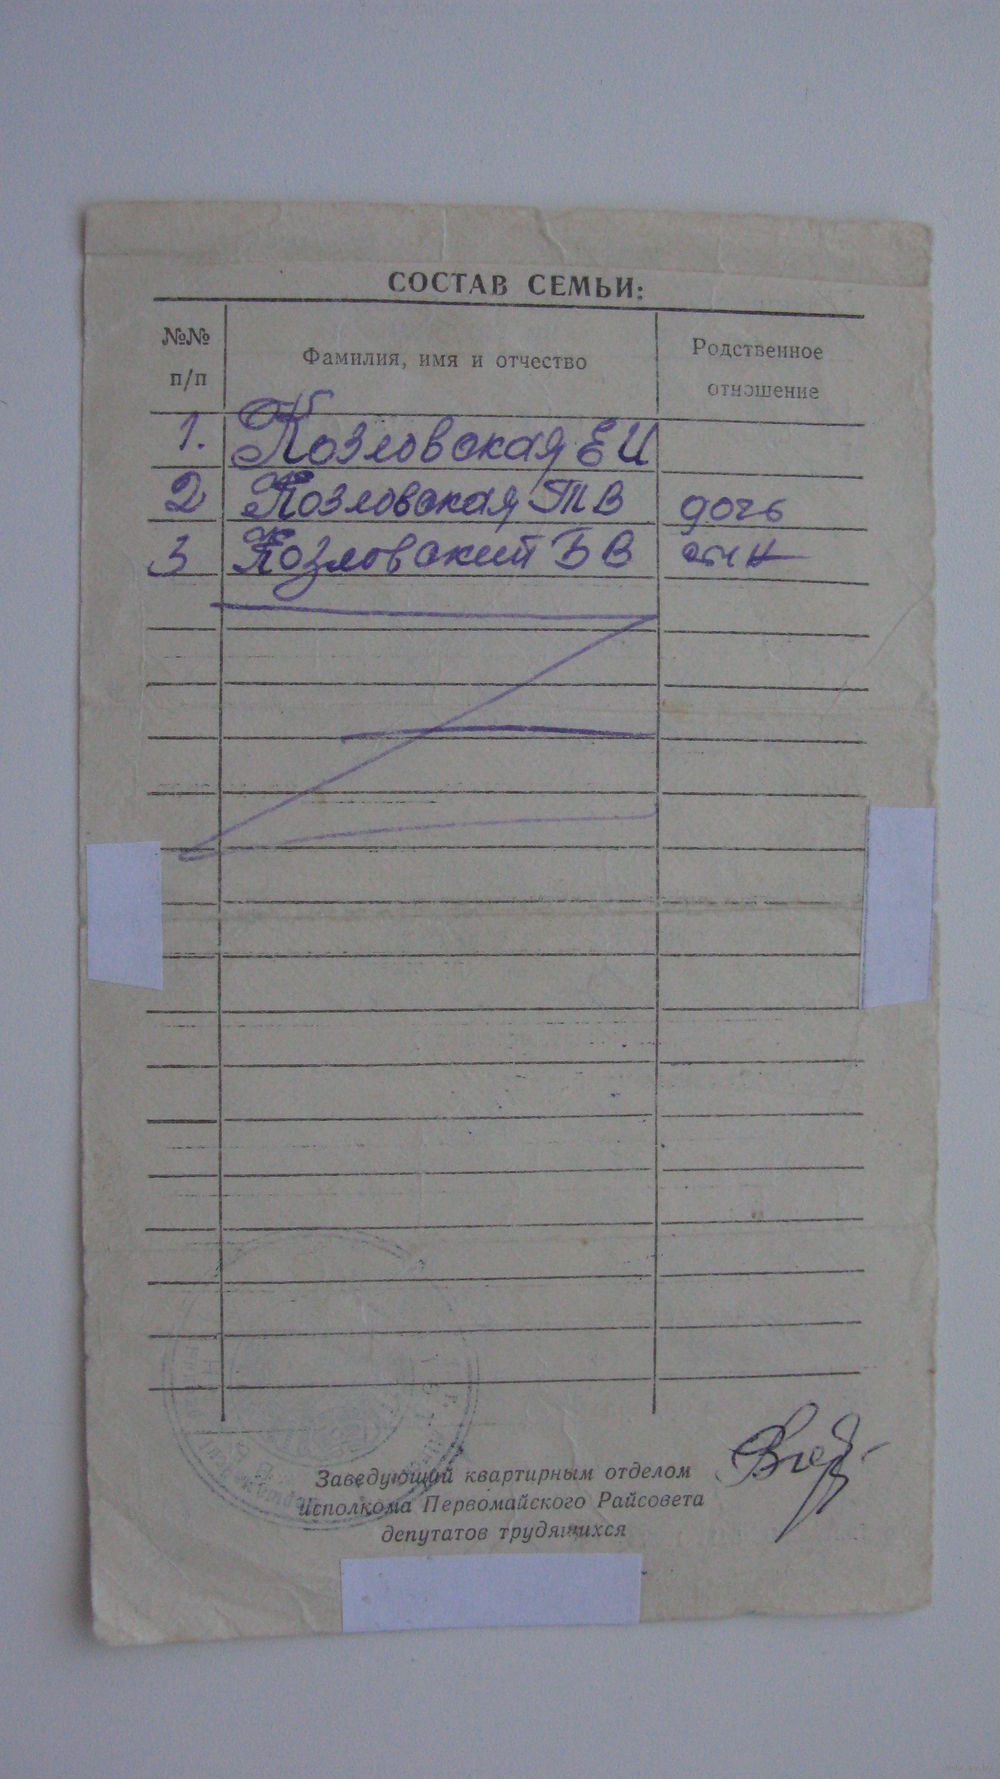 СОСТАВ СЕМЬИ:
№№ п/п Фамилия, имя и отчество Родственное отношение
1. Козловская Е И
2 Козловская Т В дочь
3 Козловский Б В сын
Заведующий квартирным отделом
исполкома Первомайского Райсовета
депутатов трудящихся